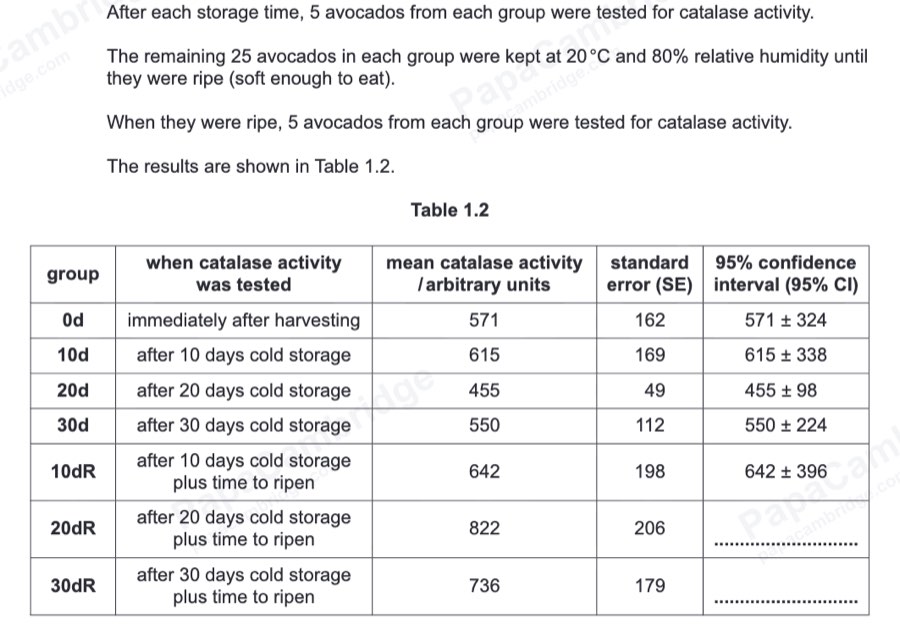 After each storage time, 5 avocados from each group were tested for catalase activity.
The remaining 25 avocados in each group were kept at 20 °C and 80% relative humidity until
they were ripe (soft enough to eat).
When they were ripe, 5 avocados from each group were tested for catalase activity.
The results are shown in Table 1.2.
Table 1.2
group when catalase activity was tested mean catalase activity / arbitrary units standard error (SE) 95% confidence interval (95% CI)
0d immediately after harvesting 571 162 571 ± 324
10d after 10 days cold storage 615 169 615 ± 338
20d after 20 days cold storage 455 49 455 ± 98
30d after 30 days cold storage 550 112 550 ± 224
10dR after 10 days cold storage plus time to ripen 642 198 642 ± 396
20dR after 20 days cold storage plus time to ripen 822 206 ............................
30dR after 30 days cold storage plus time to ripen 736 179 ............................
PapaCambridge
papacambridge.com